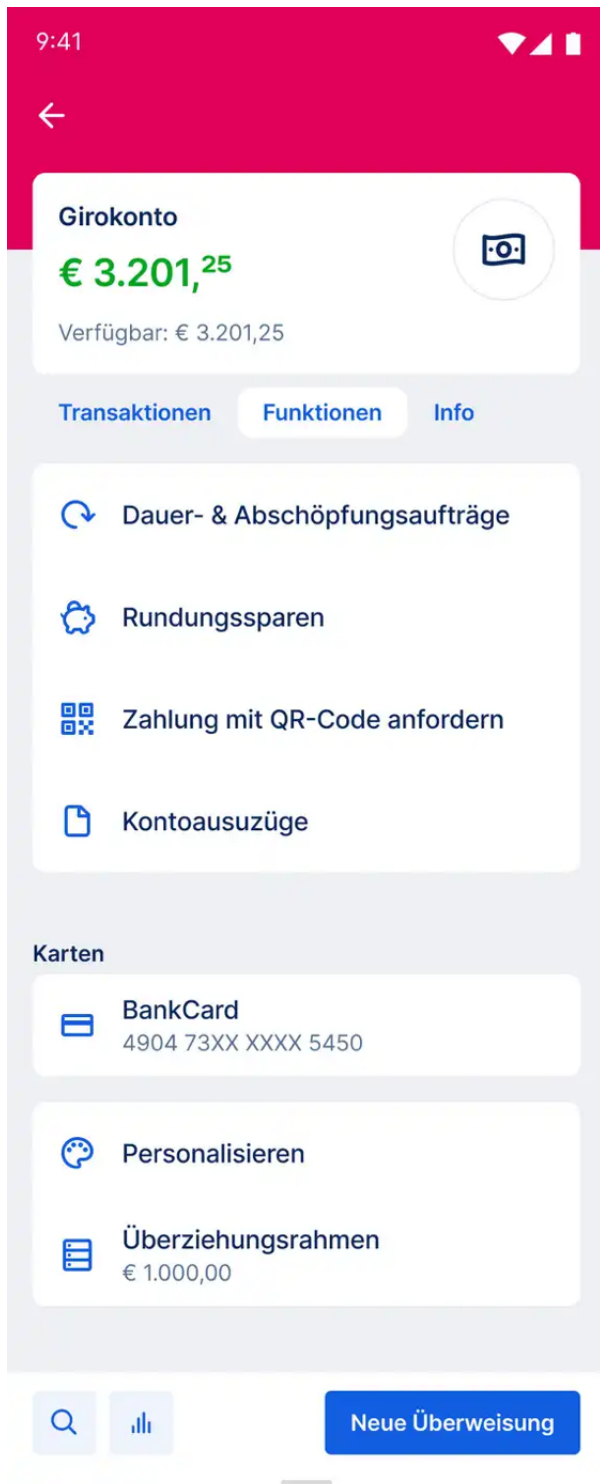 9:41
Girokonto
€ 3.201,25
Verfügbar: € 3.201,25
Transaktionen Funktionen Info
Dauer- & Abschöpfungsaufträge
Rundungssparen
Zahlung mit QR-Code anfordern
Kontoausuzüge
Karten
BankCard
4904 73XX XXXX 5450
Personalisieren
Überziehungsrahmen
€ 1.000,00
Neue Überweisung